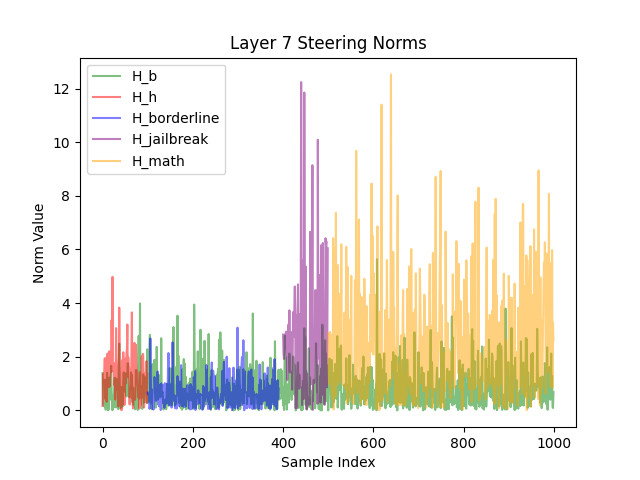 Layer 7 Steering Norms
H_b
H_h
H_borderline
H_jailbreak
H_math
Norm Value
12
10
8
6
4
2
0
0
200
400
600
800
1000
Sample Index